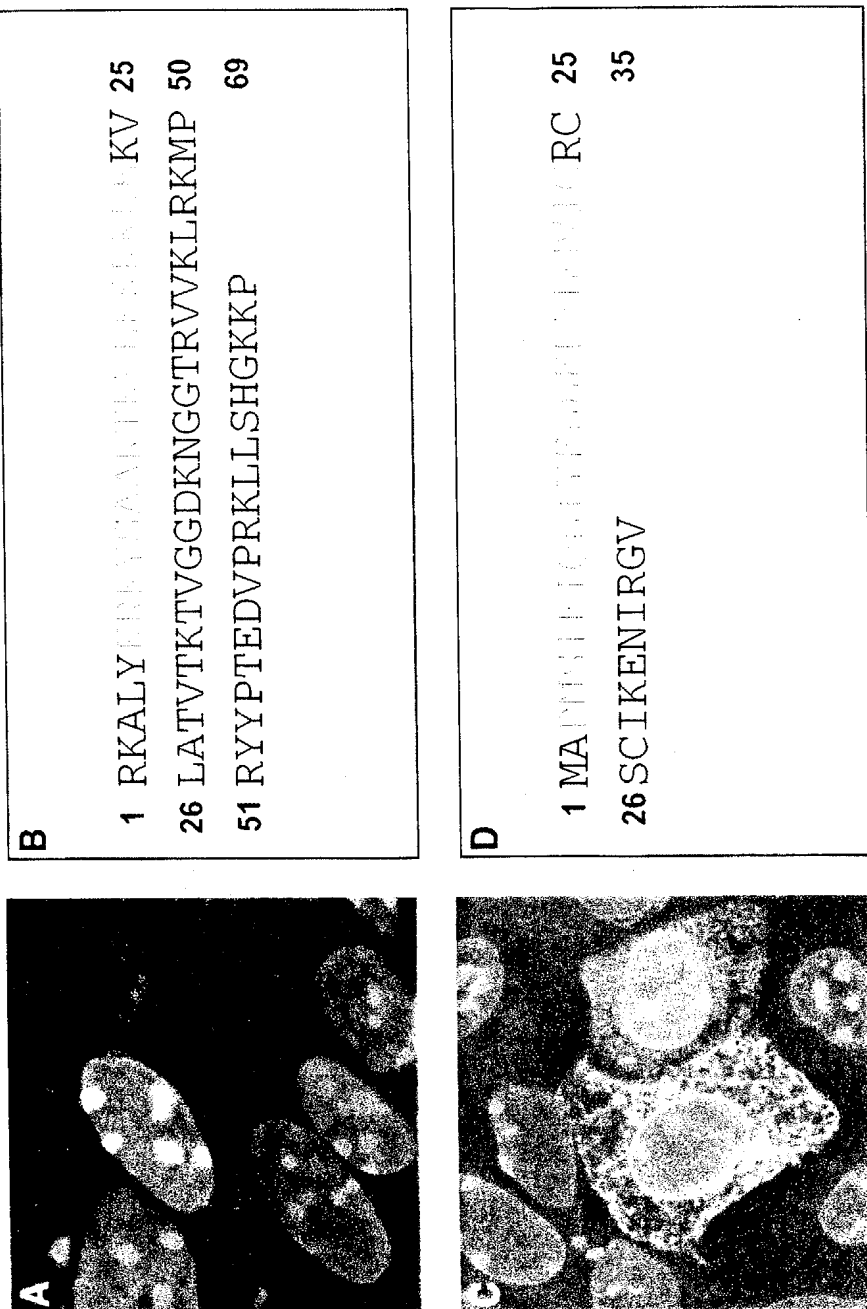 A
B
1 RKALY KV 25
26 LATVTKTVGGDKNGGTRVVKLRKMP 50
51 RYYPTEDVPRKLLSHGKKP 69
C
D
1 MA RC 25
26 SCIKENIRGV 35